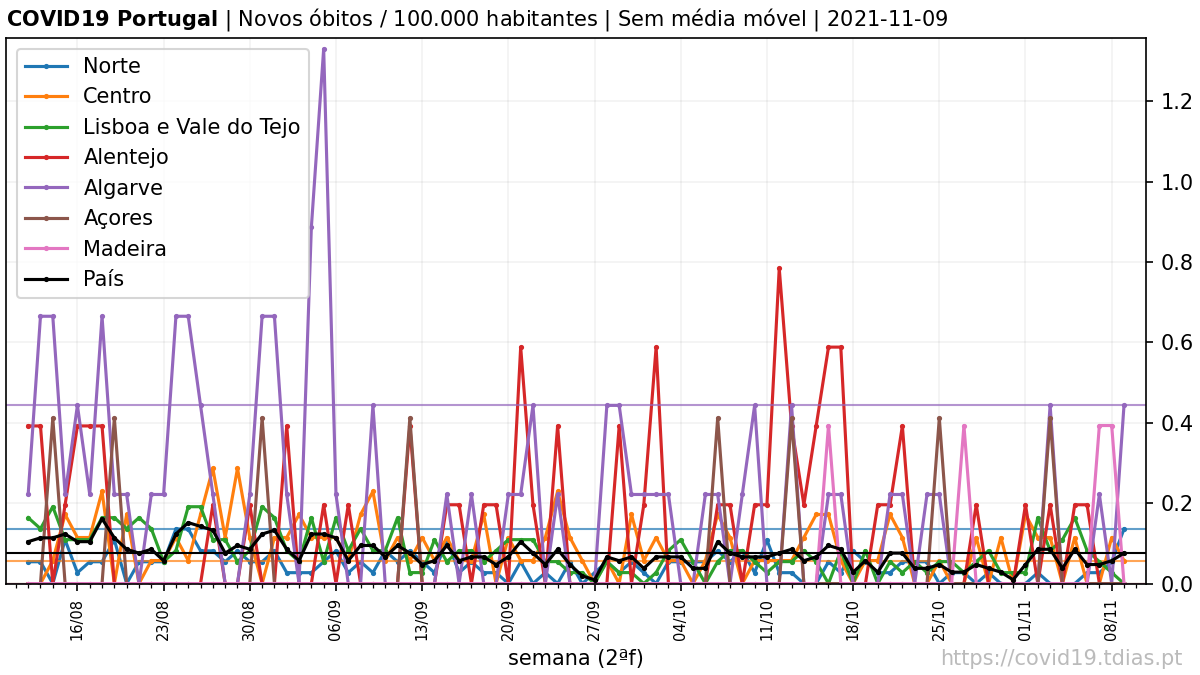 COVID19 Portugal | Novos óbitos / 100.000 habitantes | Sem média móvel | 2021-11-09
Norte
Centro
Lisboa e Vale do Tejo
Alentejo
Algarve
Açores
Madeira
País
1.2
1.0
0.8
0.6
0.4
0.2
0.0
16/08
23/08
30/08
06/09
13/09
20/09
27/09
04/10
11/10
18/10
25/10
01/11
08/11
semana (2ªf)
https://covid19.tdias.pt